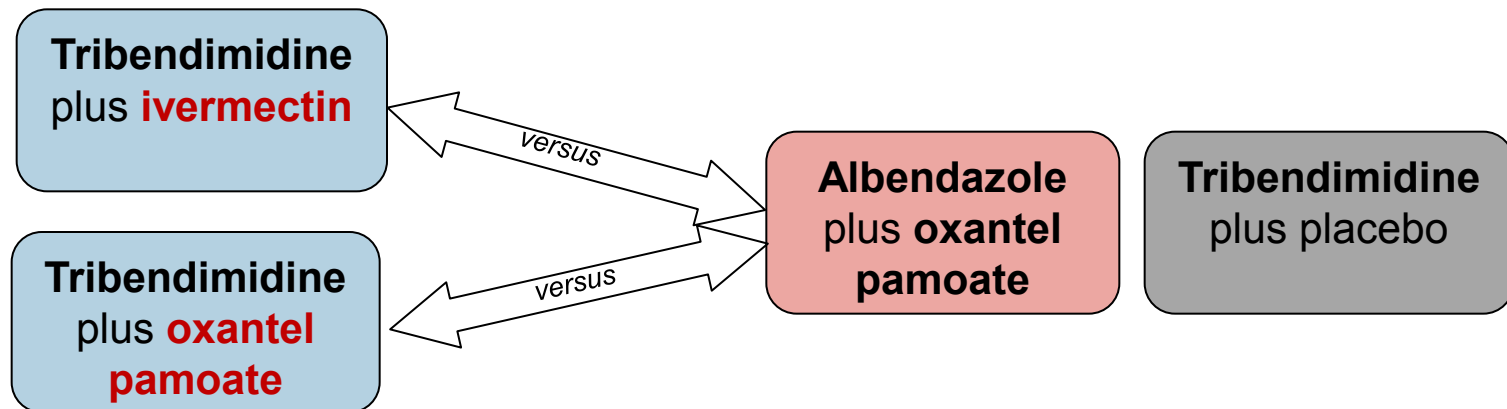 Tribendimidine
plus ivermectin
versus
Tribendimidine
plus oxantel
pamoate
versus
Albendazole
plus oxantel
pamoate
Tribendimidine
plus placebo